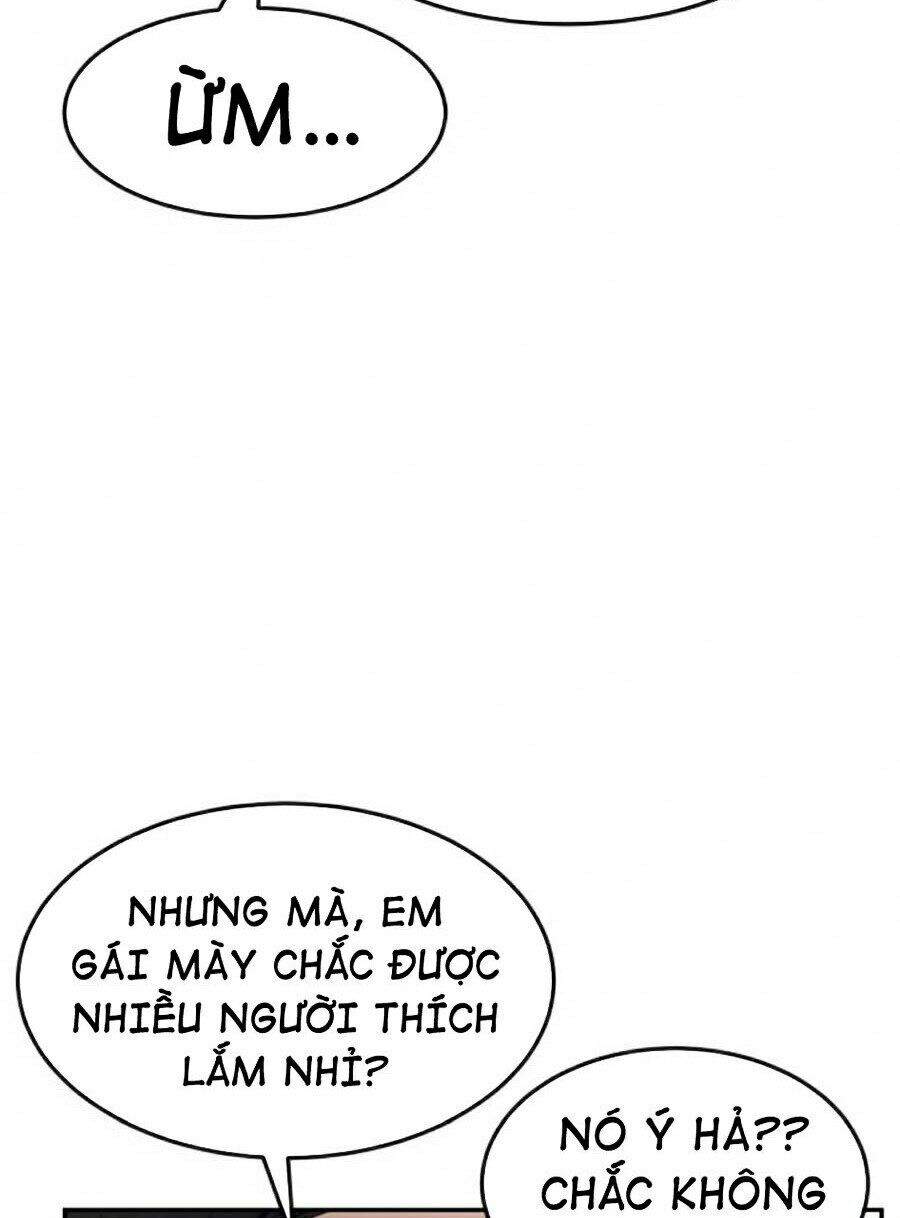 ỪM...
NHƯNG MÀ, EM
GÁI MÀY CHẮC ĐƯỢC
NHIỀU NGƯỜI THÍCH
LẮM NHỈ?
NÓ Ý HẢ??
CHẮC KHÔNG